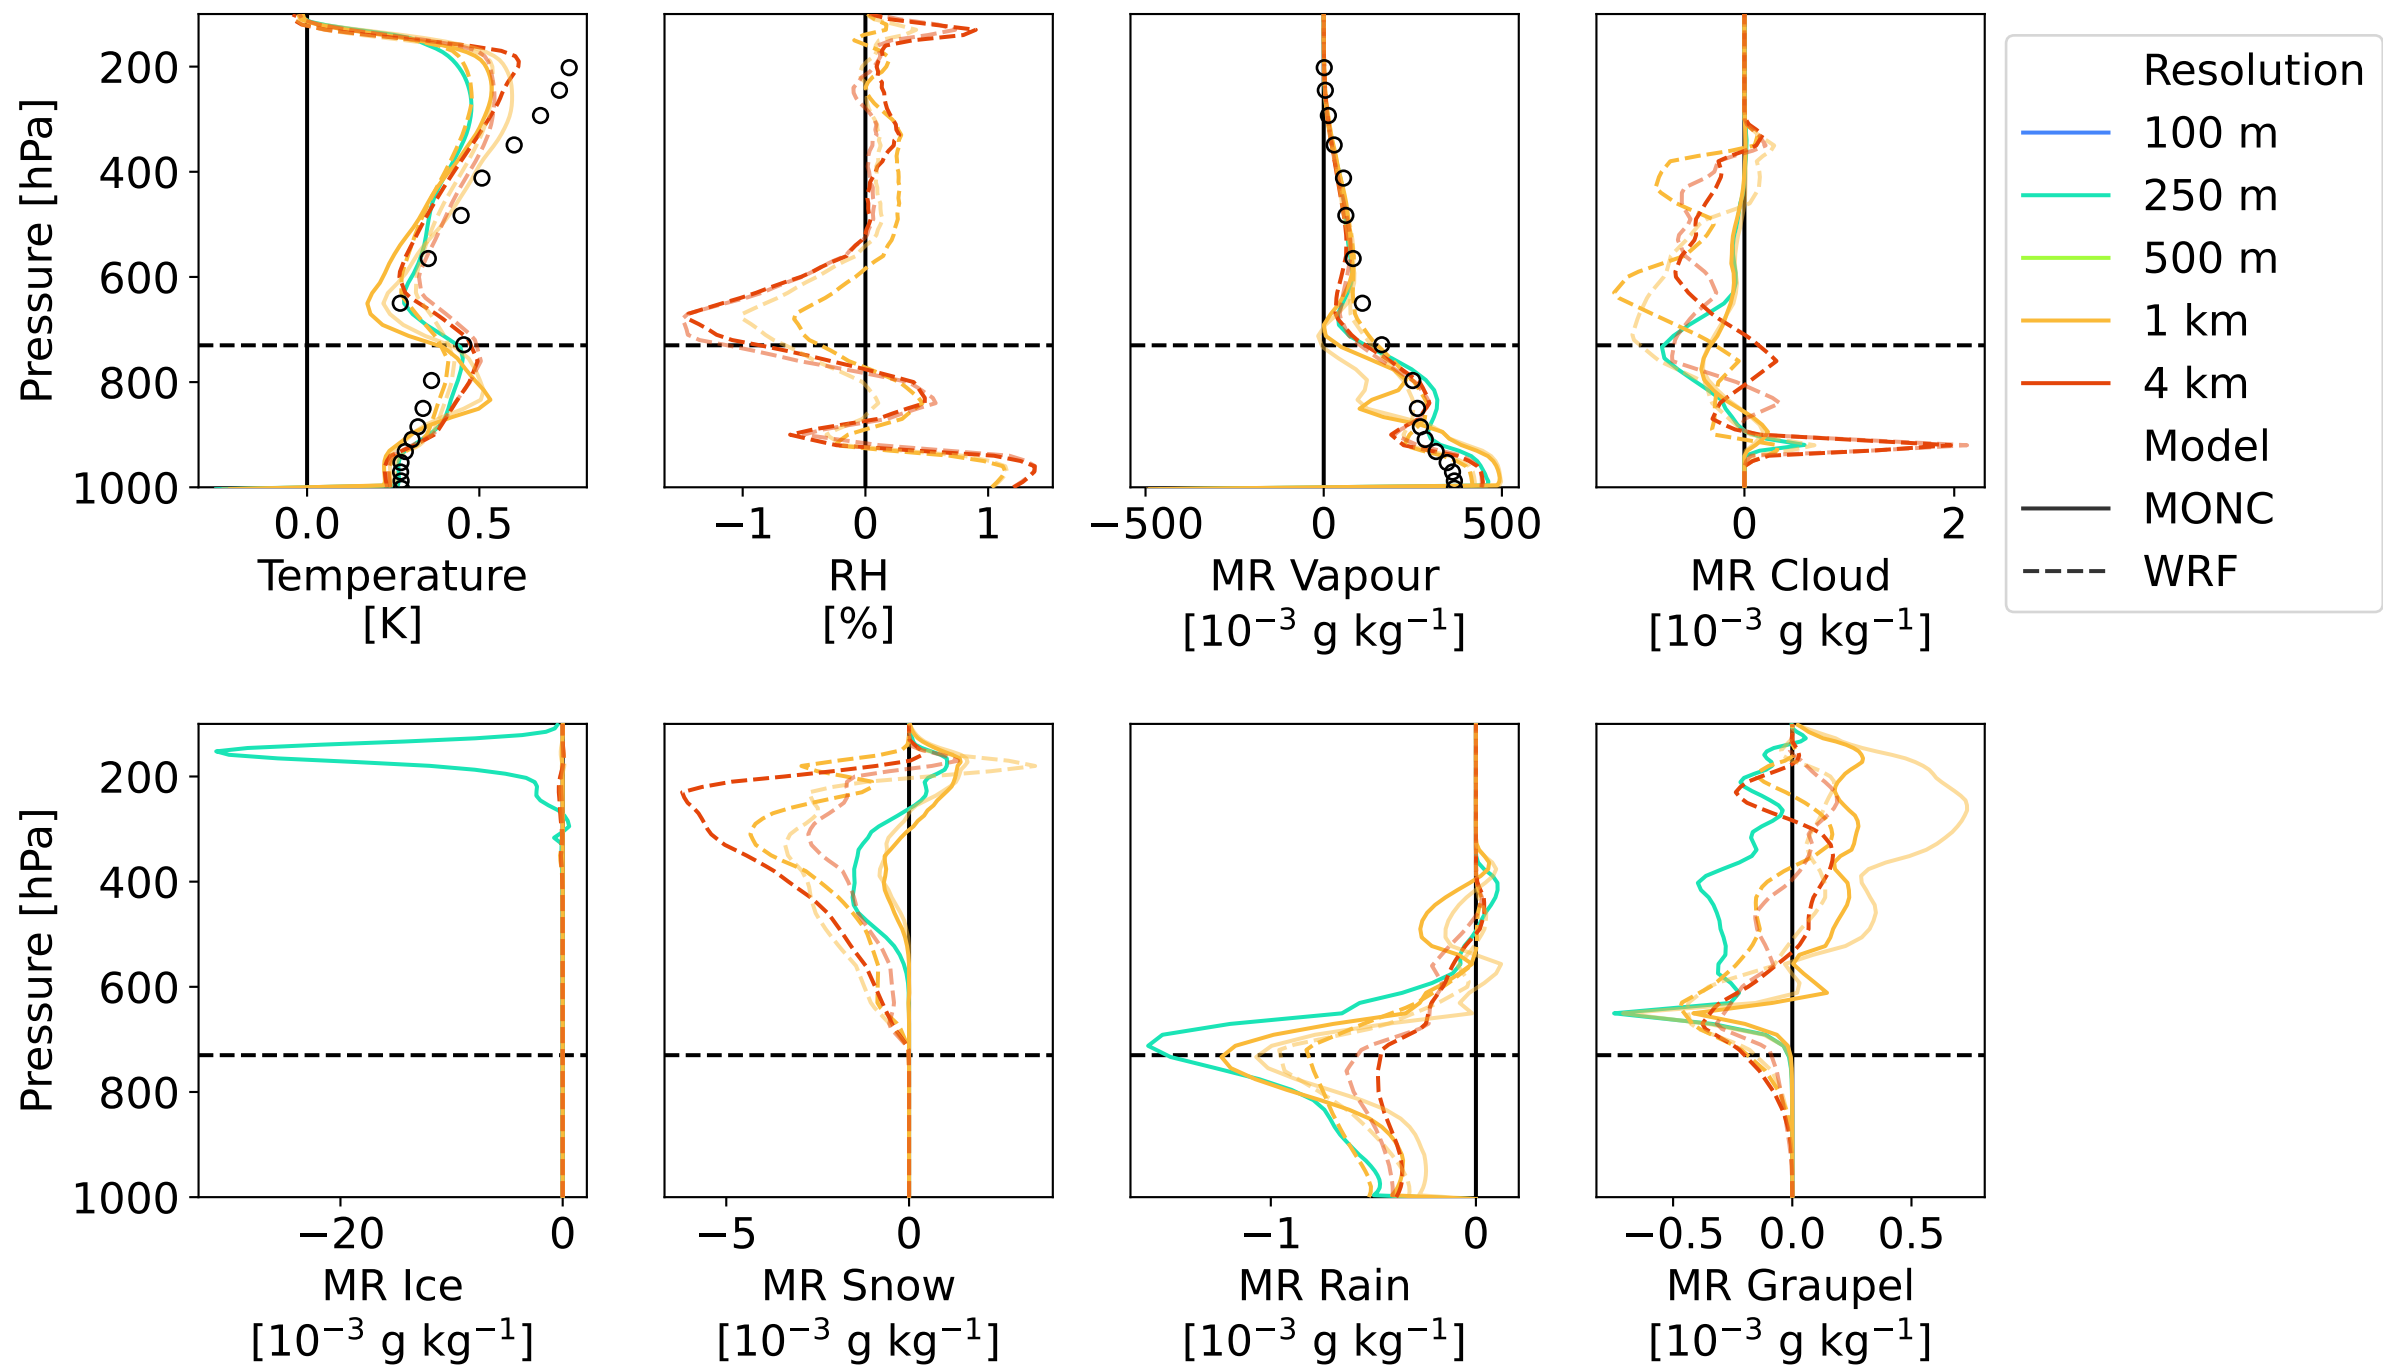 Pressure [hPa]
200
400
600
800
1000
0.0 0.5
Temperature
[K]
−1 0 1
RH
[%]
−500 0 500
MR Vapour
[10⁻³ g kg⁻¹]
0 2
MR Cloud
[10⁻³ g kg⁻¹]
Resolution
100 m
250 m
500 m
1 km
4 km
Model
MONC
WRF
Pressure [hPa]
200
400
600
800
1000
−20 0
MR Ice
[10⁻³ g kg⁻¹]
−5 0
MR Snow
[10⁻³ g kg⁻¹]
−1 0
MR Rain
[10⁻³ g kg⁻¹]
−0.5 0.0 0.5
MR Graupel
[10⁻³ g kg⁻¹]